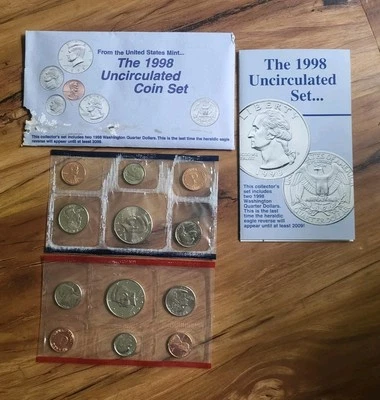 From the United States Mint...
The 1998
Uncirculated
Coin Set
This collector's set includes two 1998 Washington Quarter Dollars. This is the last time the heraldic eagle
reverse will appear until at least 2009.
The 1998
Uncirculated
Set...
LIBERTY
This collector's
set includes
two 1998
Washington
Quarter Dollars.
This is the last
time the heraldic
eagle reverse
will appear until at least 2009!